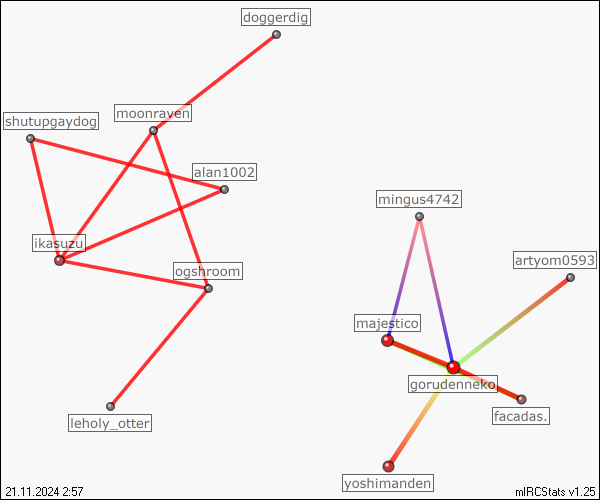 doggerdig
moonraven
shutupgaydog
alan1002
mingus4742
ikasuzu
artyom0593
ogshroom
majestico
gorudenneko
facadas.
leholy_otter
yoshimanden
21.11.2024 2:57
mIRCStats v1.25